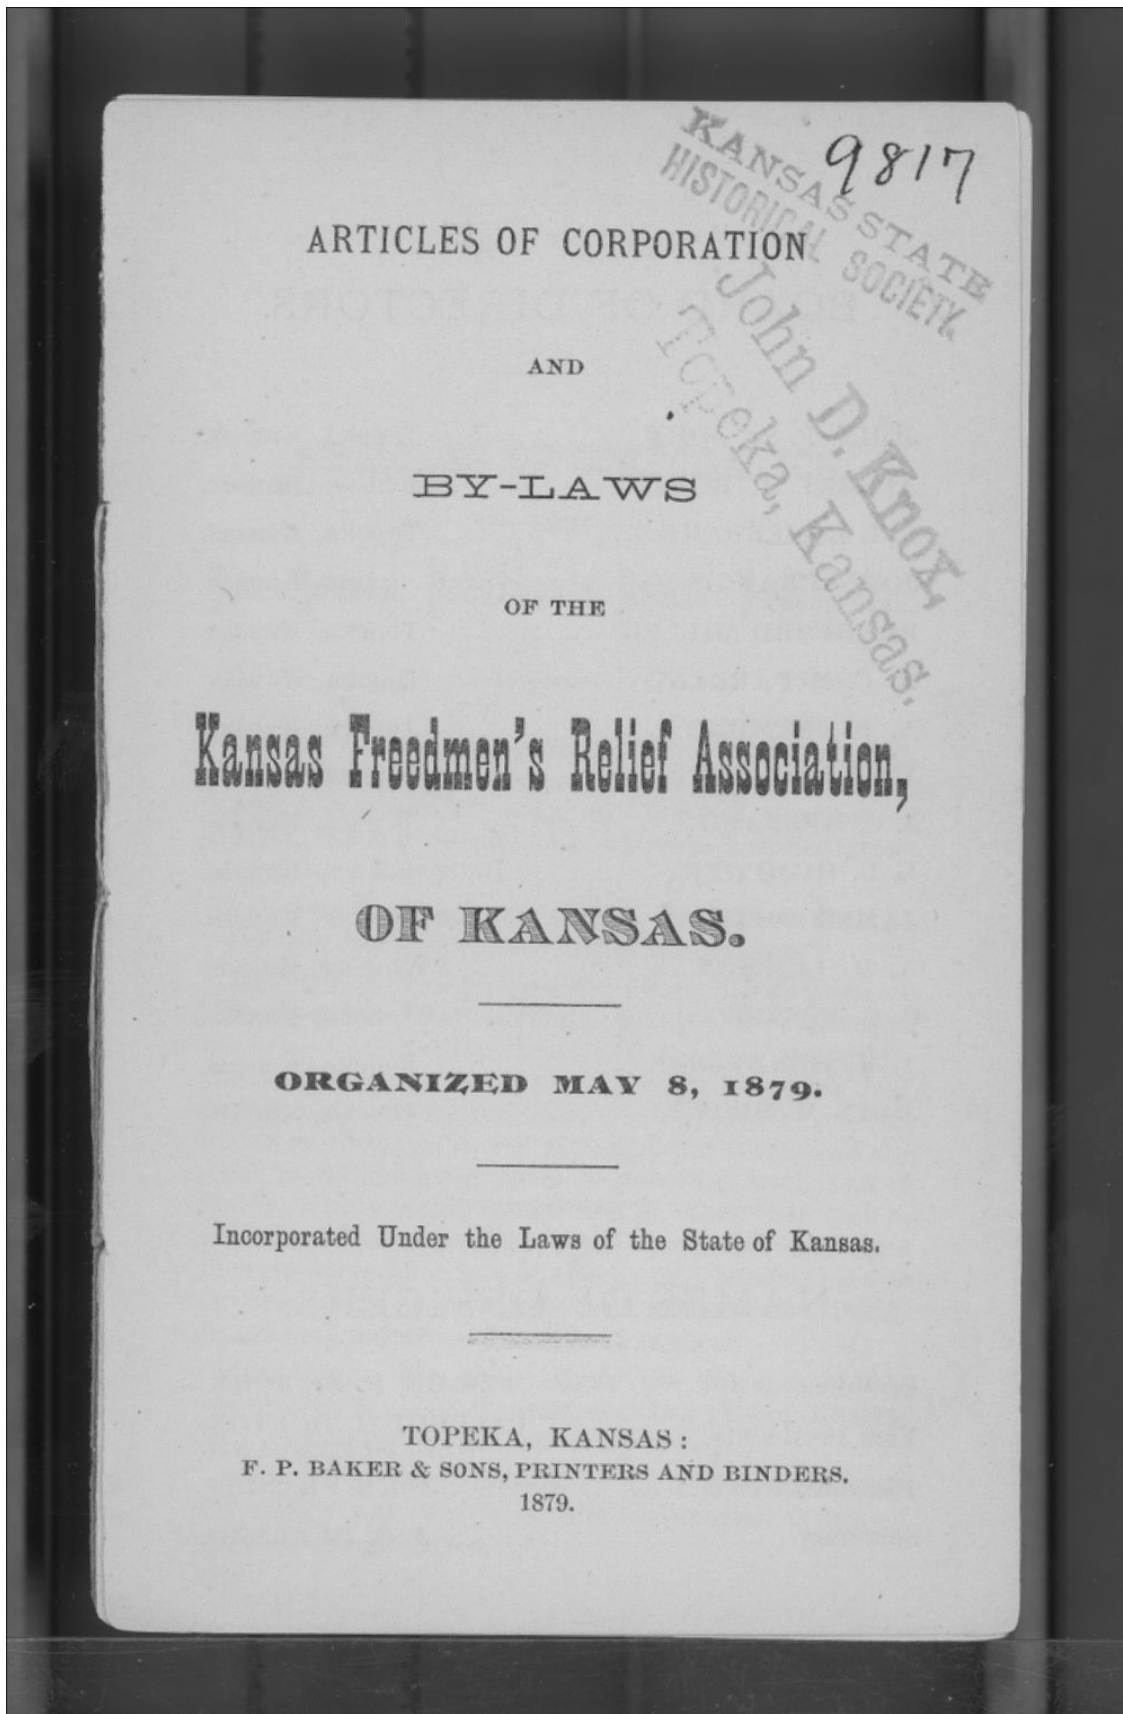 9817
KANSAS STATE
HISTORICAL SOCIETY.
John D. Knox,
Topeka, Kansas.
ARTICLES OF CORPORATION
AND
BY-LAWS
OF THE
Kansas Freedmen's Relief Association,
OF KANSAS.
ORGANIZED MAY 8, 1879.
Incorporated Under the Laws of the State of Kansas.
TOPEKA, KANSAS:
F. P. BAKER & SONS, PRINTERS AND BINDERS.
1879.